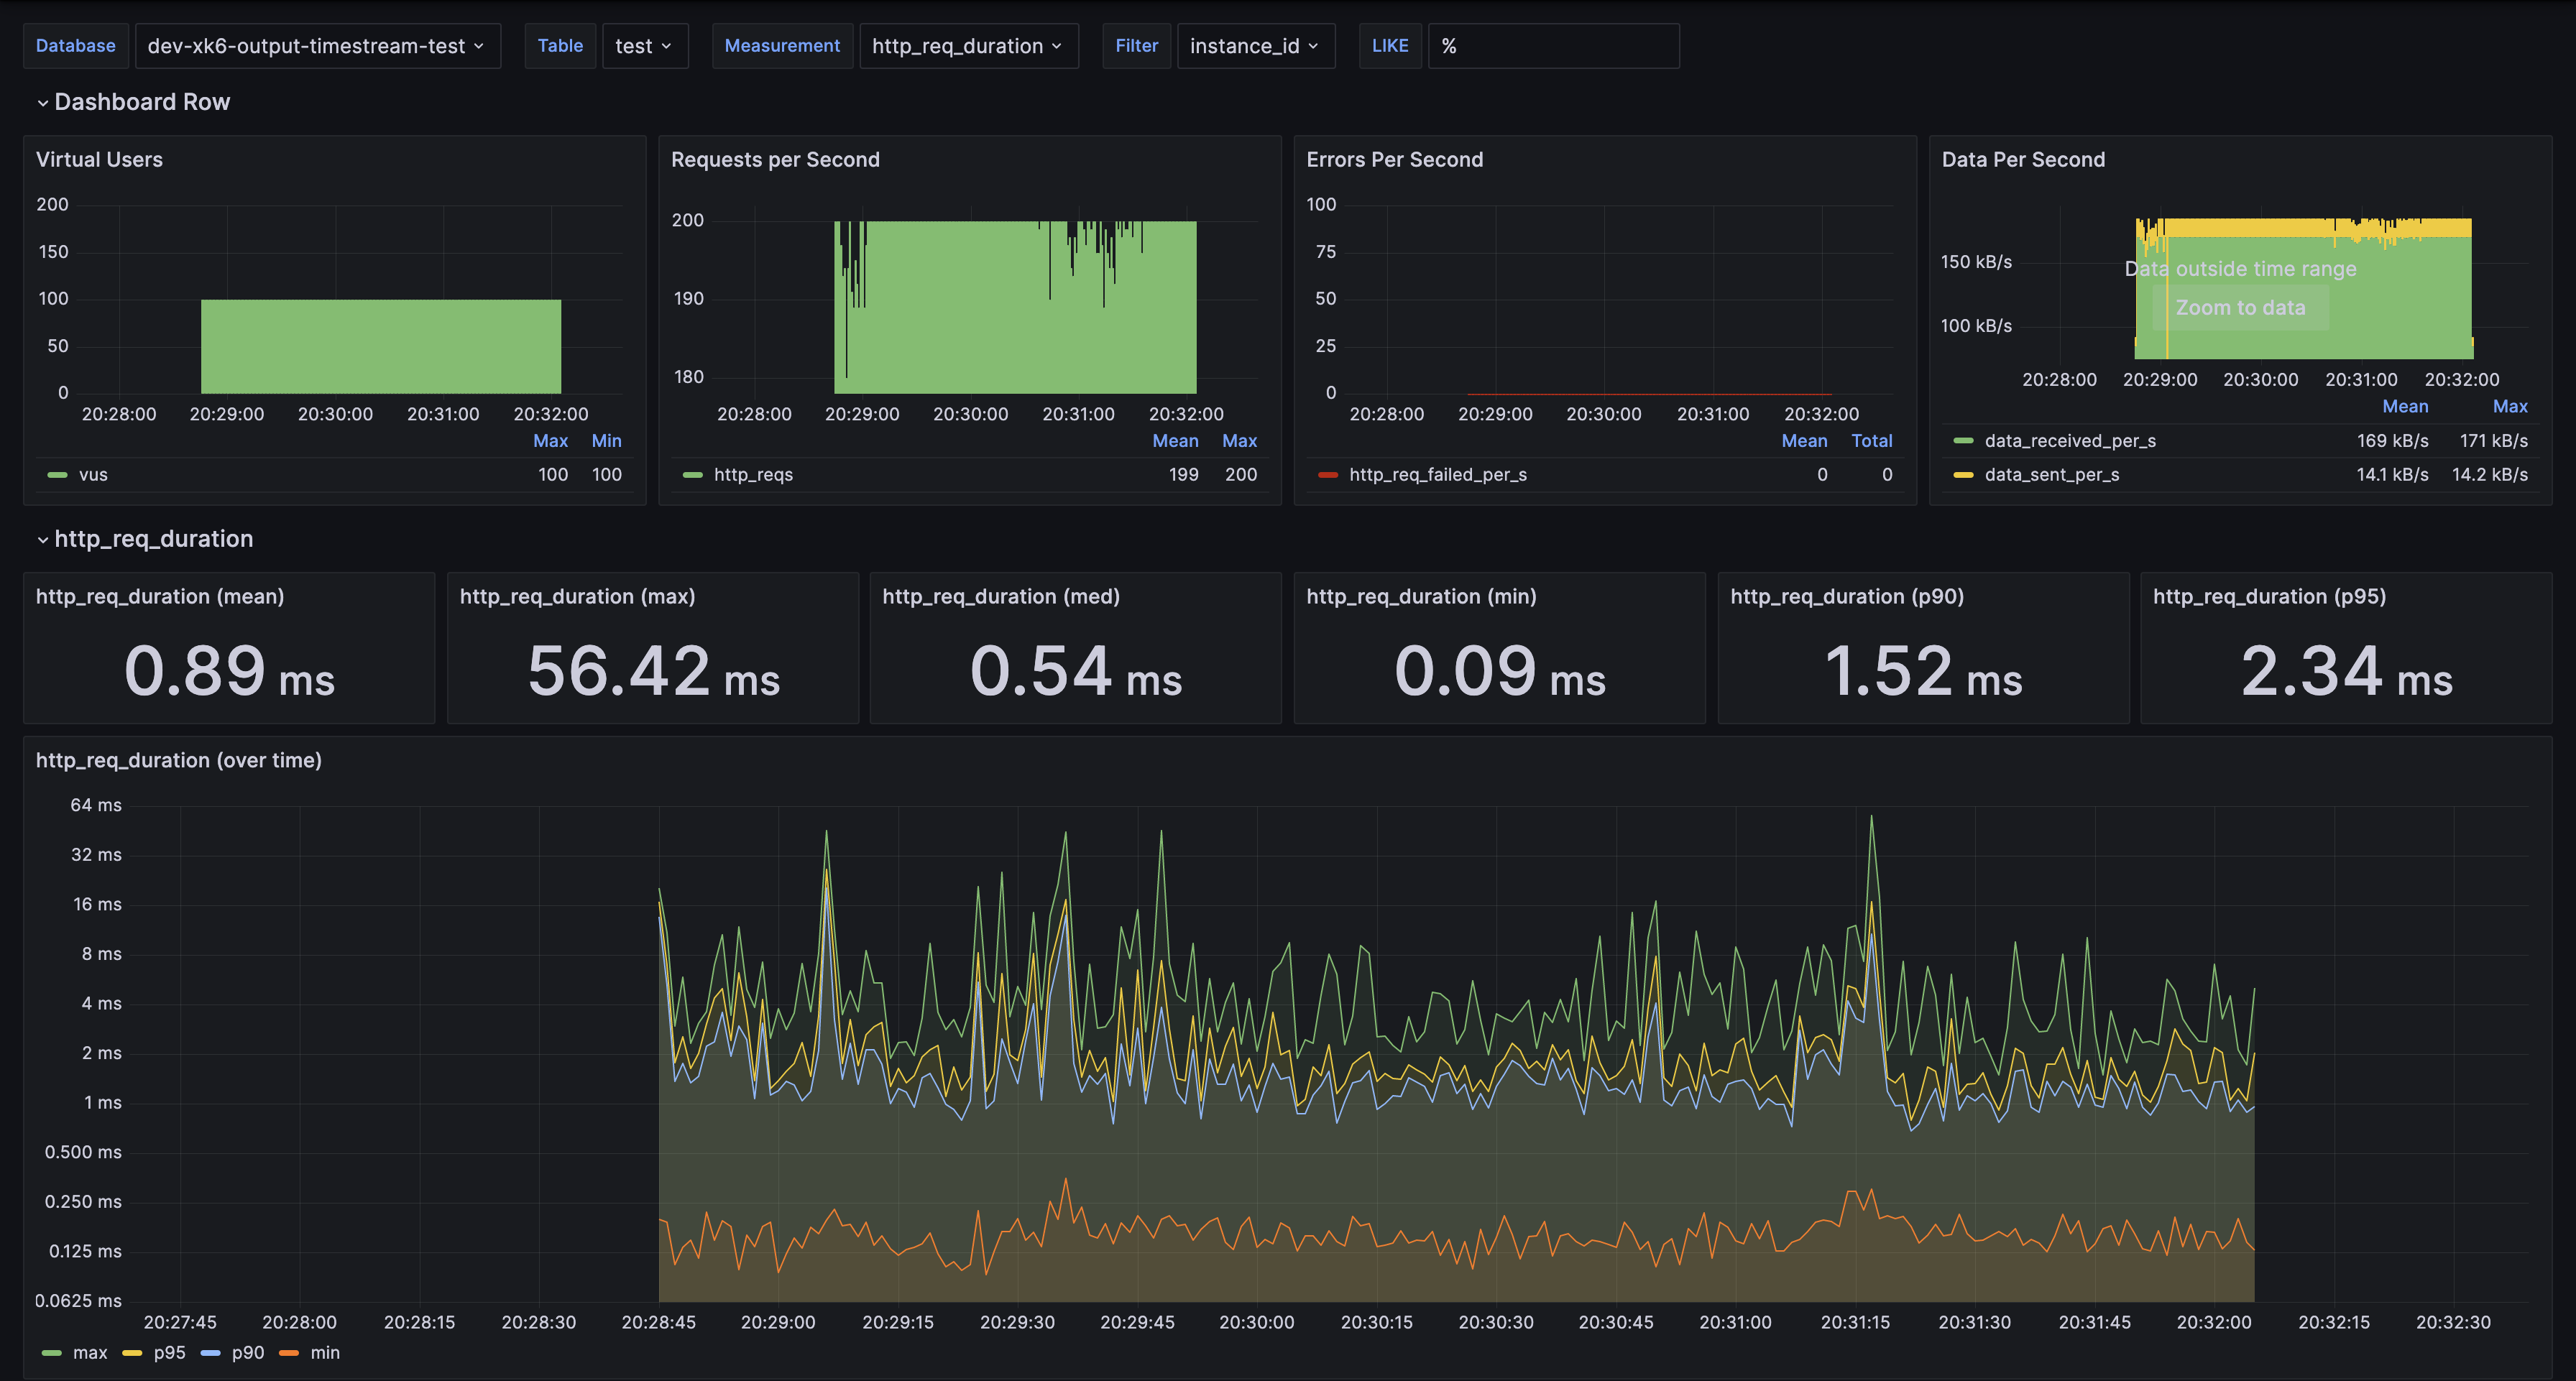 Database dev-xk6-output-timestream-test Table test Measurement http_req_duration Filter instance_id LIKE %
Dashboard Row
Virtual Users
200
150
100
50
0
20:28:00 20:29:00 20:30:00 20:31:00 20:32:00
Max Min
vus 100 100
Requests per Second
200
190
180
20:28:00 20:29:00 20:30:00 20:31:00 20:32:00
Mean Max
http_reqs 199 200
Errors Per Second
100
75
50
25
0
20:28:00 20:29:00 20:30:00 20:31:00 20:32:00
Mean Total
http_req_failed_per_s 0 0
Data Per Second
150 kB/s
Data outside time range
Zoom to data
100 kB/s
20:28:00 20:29:00 20:30:00 20:31:00 20:32:00
Mean Max
data_received_per_s 169 kB/s 171 kB/s
data_sent_per_s 14.1 kB/s 14.2 kB/s
http_req_duration
http_req_duration (mean)
0.89 ms
http_req_duration (max)
56.42 ms
http_req_duration (med)
0.54 ms
http_req_duration (min)
0.09 ms
http_req_duration (p90)
1.52 ms
http_req_duration (p95)
2.34 ms
http_req_duration (over time)
64 ms
32 ms
16 ms
8 ms
4 ms
2 ms
1 ms
0.500 ms
0.250 ms
0.125 ms
0.0625 ms
20:27:45 20:28:00 20:28:15 20:28:30 20:28:45 20:29:00 20:29:15 20:29:30 20:29:45 20:30:00 20:30:15 20:30:30 20:30:45 20:31:00 20:31:15 20:31:30 20:31:45 20:32:00 20:32:15 20:32:30
max p95 p90 min